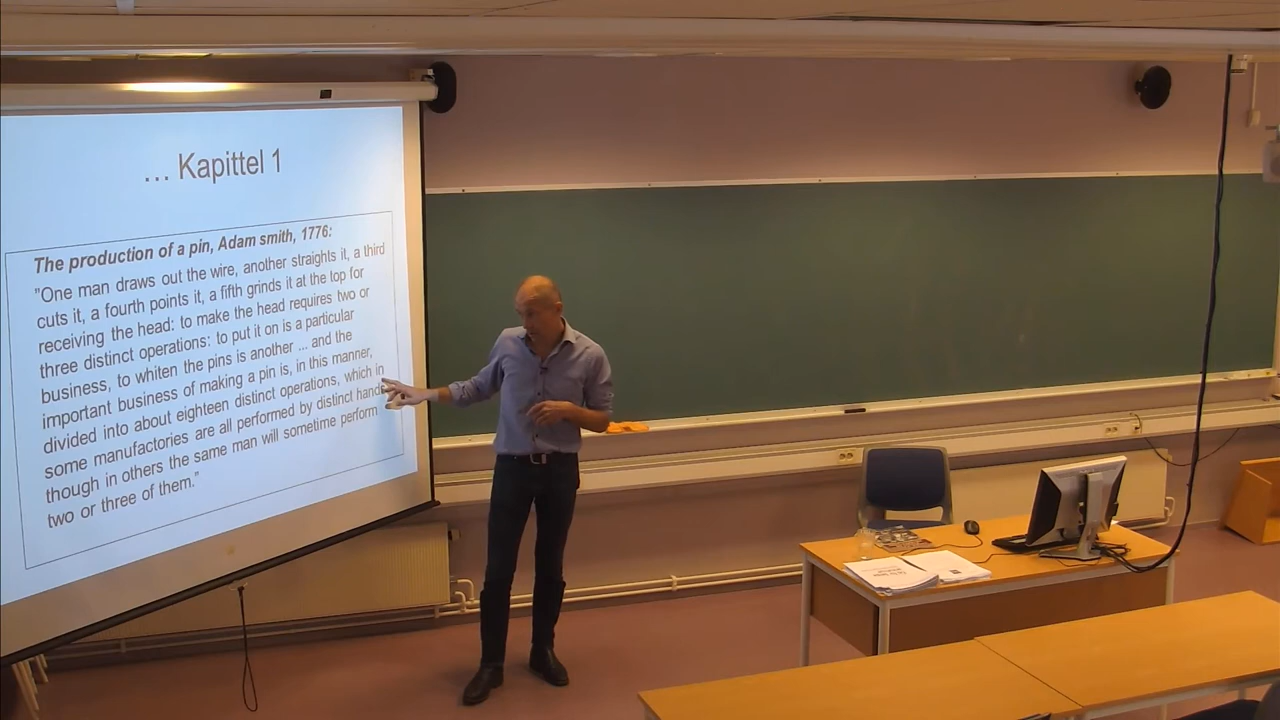 ... Kapittel 1
The production of a pin, Adam smith, 1776:
"One man draws out the wire, another straights it, a third
cuts it, a fourth points it, a fifth grinds it at the top for
receiving the head: to make the head requires two or
three distinct operations: to put it on is a particular
business, to whiten the pins is another ... and the
important business of making a pin is, in this manner,
divided into about eighteen distinct operations, which in
some manufactories are all performed by distinct hands
though in others the same man will sometime perform
two or three of them."